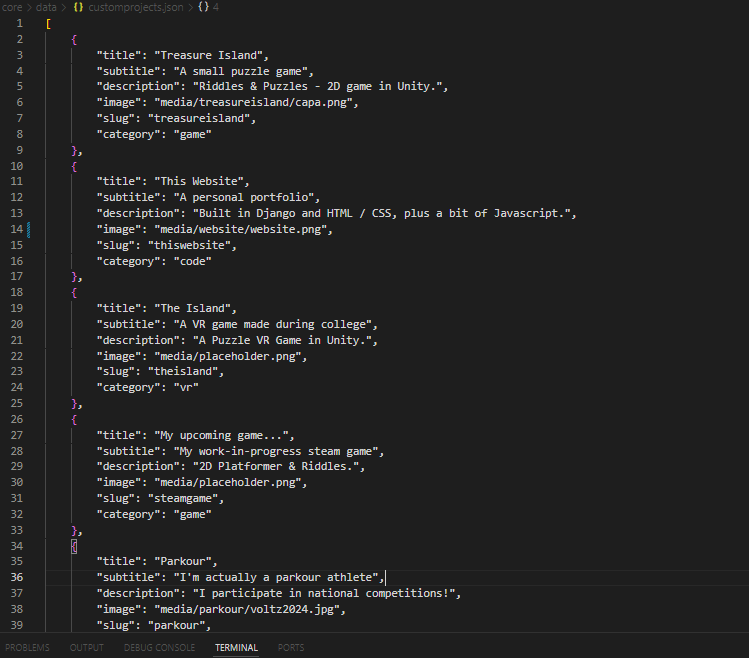 core > data > {} customprojects.json > {} 4
1 [
2 {
3 "title": "Treasure Island",
4 "subtitle": "A small puzzle game",
5 "description": "Riddles & Puzzles - 2D game in Unity.",
6 "image": "media/treasureisland/capa.png",
7 "slug": "treasureisland",
8 "category": "game"
9 },
10 {
11 "title": "This Website",
12 "subtitle": "A personal portfolio",
13 "description": "Built in Django and HTML / CSS, plus a bit of Javascript.",
14 "image": "media/website/website.png",
15 "slug": "thiswebsite",
16 "category": "code"
17 },
18 {
19 "title": "The Island",
20 "subtitle": "A VR game made during college",
21 "description": "A Puzzle VR Game in Unity.",
22 "image": "media/placeholder.png",
23 "slug": "theisland",
24 "category": "vr"
25 },
26 {
27 "title": "My upcoming game...",
28 "subtitle": "My work-in-progress steam game",
29 "description": "2D Platformer & Riddles.",
30 "image": "media/placeholder.png",
31 "slug": "steamgame",
32 "category": "game"
33 },
34 {
35 "title": "Parkour",
36 "subtitle": "I'm actually a parkour athlete",
37 "description": "I participate in national competitions!",
38 "image": "media/parkour/voltz2024.jpg",
39 "slug": "parkour",
PROBLEMS OUTPUT DEBUG CONSOLE TERMINAL PORTS